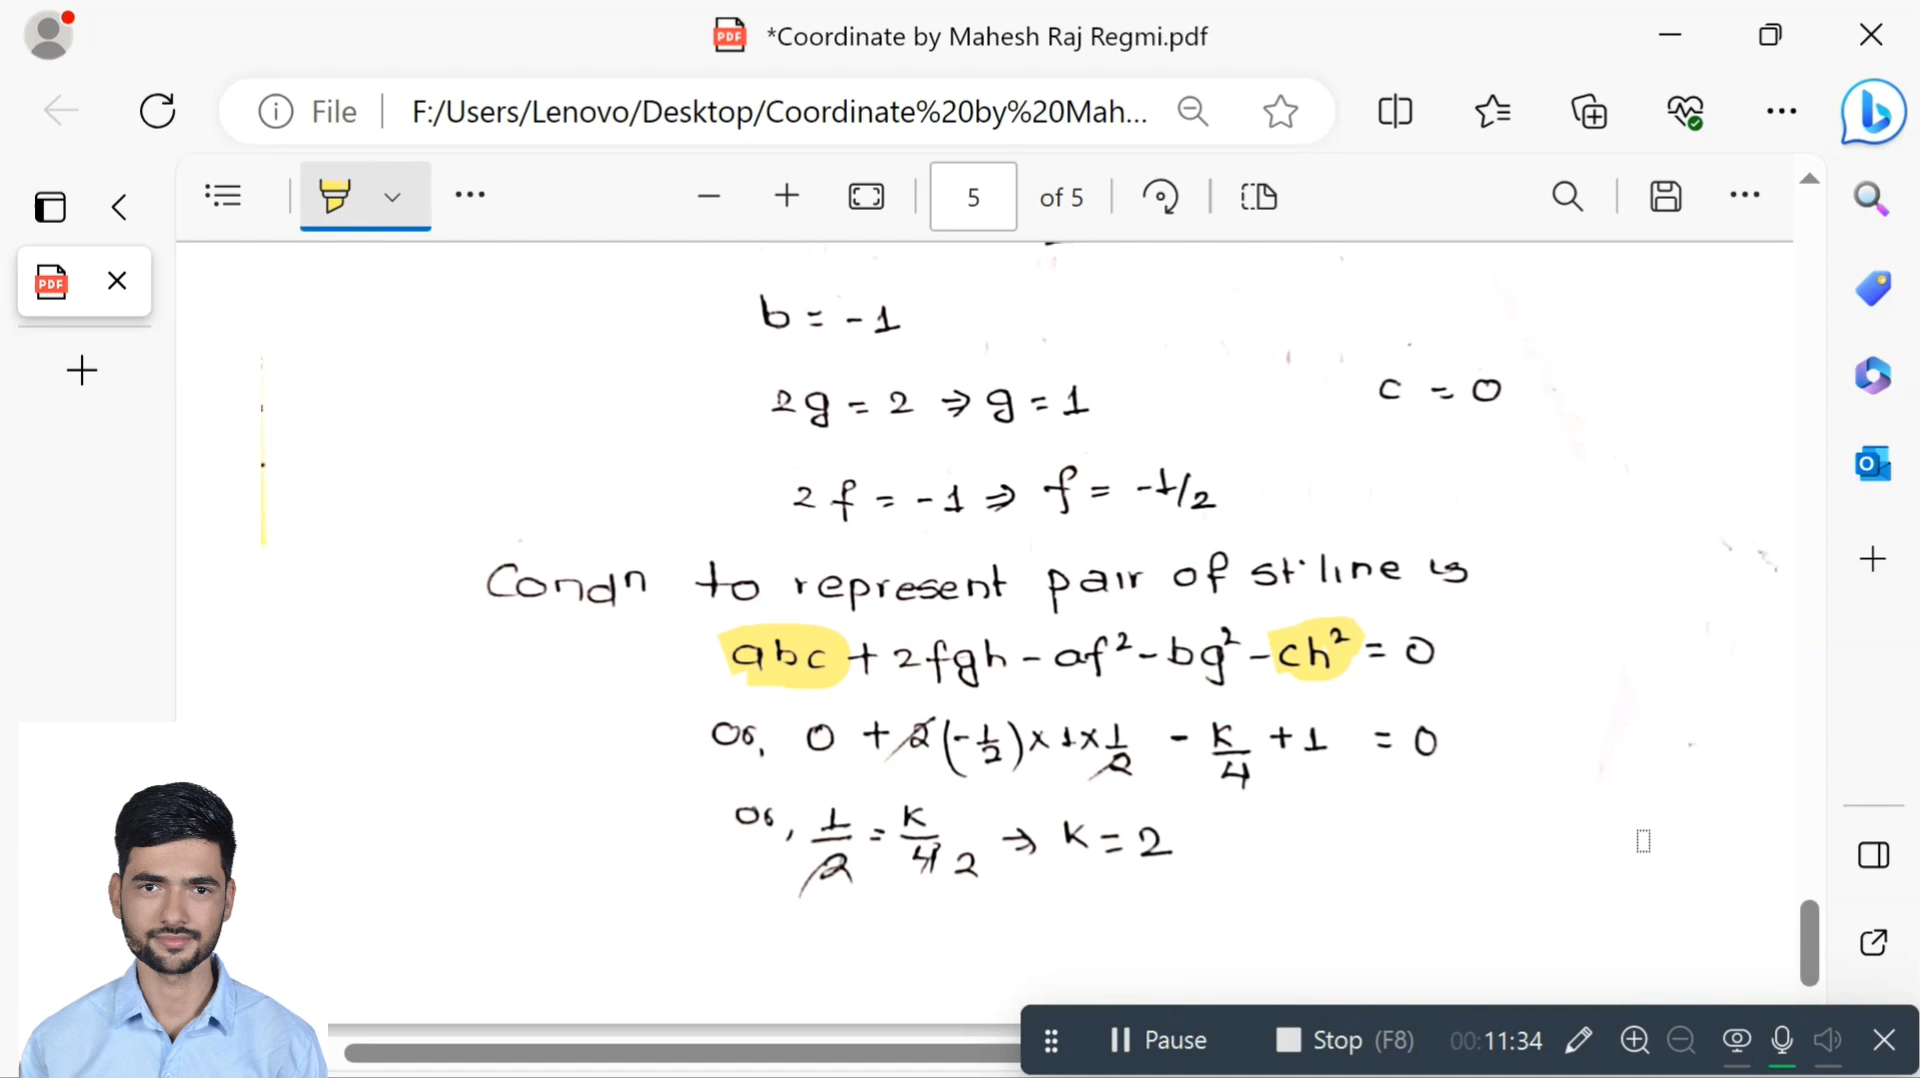 *Coordinate by Mahesh Raj Regmi.pdf
File F:/Users/Lenovo/Desktop/Coordinate%20by%20Mah...
5 of 5
b = -1
2g = 2 ⇒ g = 1
c = 0
2f = -1 ⇒ f = -1/2
Condn to represent pair of st. line is
abc + 2fgh - af² - bg² - ch² = 0
Or, 0 + 2(-1/2) × 1 × 1/2 - k/4 + 1 = 0
Or, 1/2 = k/4 2 ⇒ k = 2
Pause Stop (F8) 00:11:34